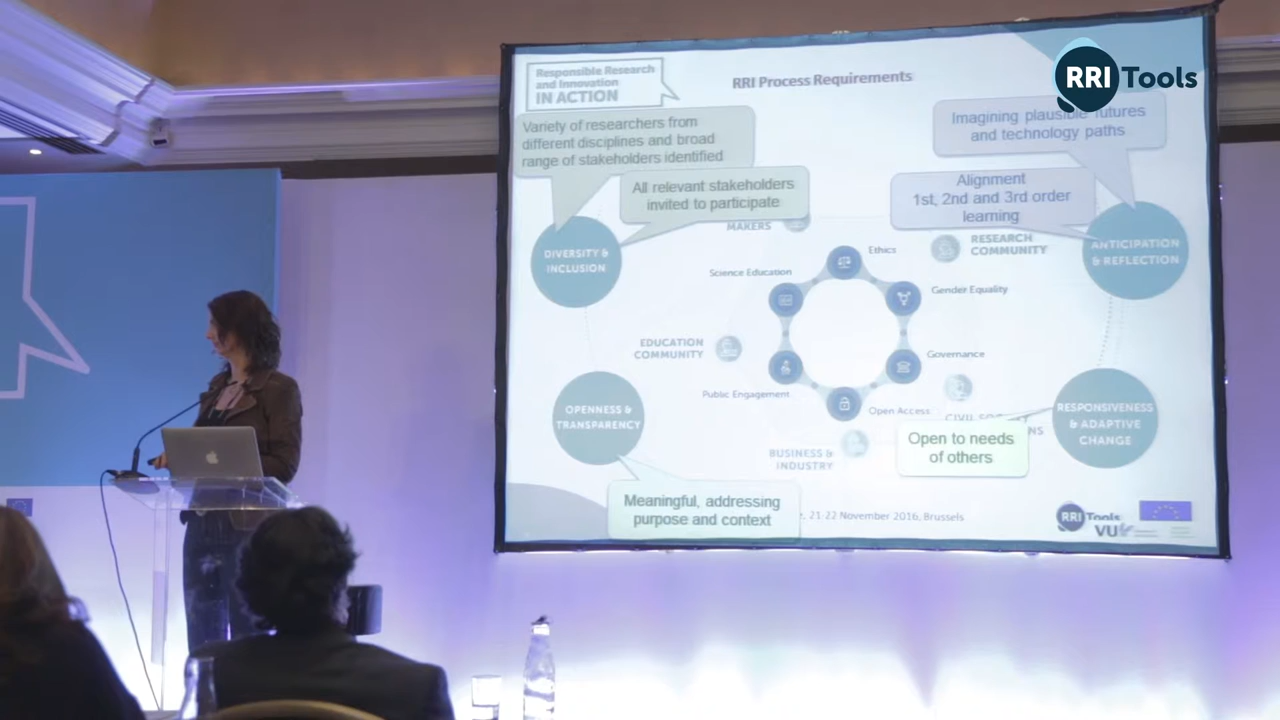 RRI Tools
Responsible Research
and Innovation
IN ACTION
RRI Process Requirements
Variety of researchers from
different disciplines and broad
range of stakeholders identified
All relevant stakeholders
invited to participate
Imagining plausible futures
and technology paths
Alignment
1st, 2nd and 3rd order
learning
MAKERS
RESEARCH
COMMUNITY
DIVERSITY &
INCLUSION
ANTICIPATION
& REFLECTION
Ethics
Science Education
Gender Equality
EDUCATION
COMMUNITY
Governance
Public Engagement
Open Access
OPENNESS &
TRANSPARENCY
RESPONSIVENESS
& ADAPTIVE
CHANGE
Open to needs
of others
BUSINESS &
INDUSTRY
Meaningful, addressing
purpose and context
21-22 November 2016, Brussels
RRI Tools
VU